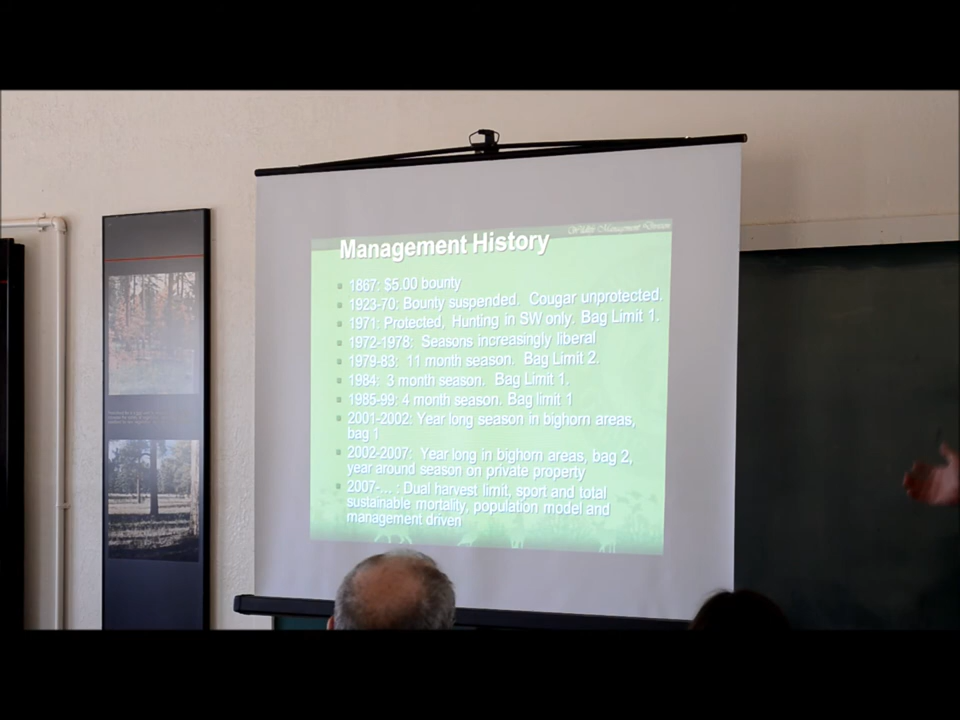 Wildlife Management Division
Management History
1867: $5.00 bounty
1923-70: Bounty suspended. Cougar unprotected.
1971: Protected, Hunting in SW only. Bag Limit 1.
1972-1978: Seasons increasingly liberal
1979-83: 11 month season. Bag Limit 2.
1984: 3 month season. Bag Limit 1.
1985-99: 4 month season. Bag limit 1
2001-2002: Year long season in bighorn areas,
bag 1
2002-2007: Year long in bighorn areas, bag 2,
year around season on private property
2007-... : Dual harvest limit, sport and total
sustainable mortality, population model and
management driven